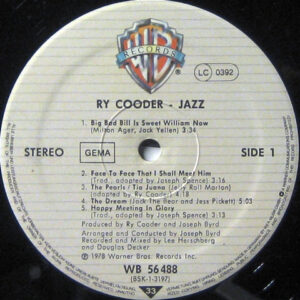 WB
RECORDS
LC 0392
RY COODER - JAZZ
1. Big Bad Bill Is Sweet William Now
(Milton Ager, Jack Yellen) 3:34
STEREO
GEMA
SIDE 1
2. Face To Face That I Shall Meet Him
(Trad., adapted by Joseph Spence) 3:16
3. The Pearls / Tia Juana (Jelly Roll Morton)
(adapted by Ry Cooder) 4:18
4. The Dream (Jack The Bear and Jess Pickett) 5:03
5. Happy Meeting In Glory
(Trad., adapted by Joseph Spence)
Produced by Ry Cooder and Joseph Byrd
Arranged and Conducted by Joseph Byrd
Recorded and Mixed by Lee Herschberg
and Douglas Decker
℗ 1978 Warner Bros. Records Inc.
WB 56 488
(BSK-1-3197)
33